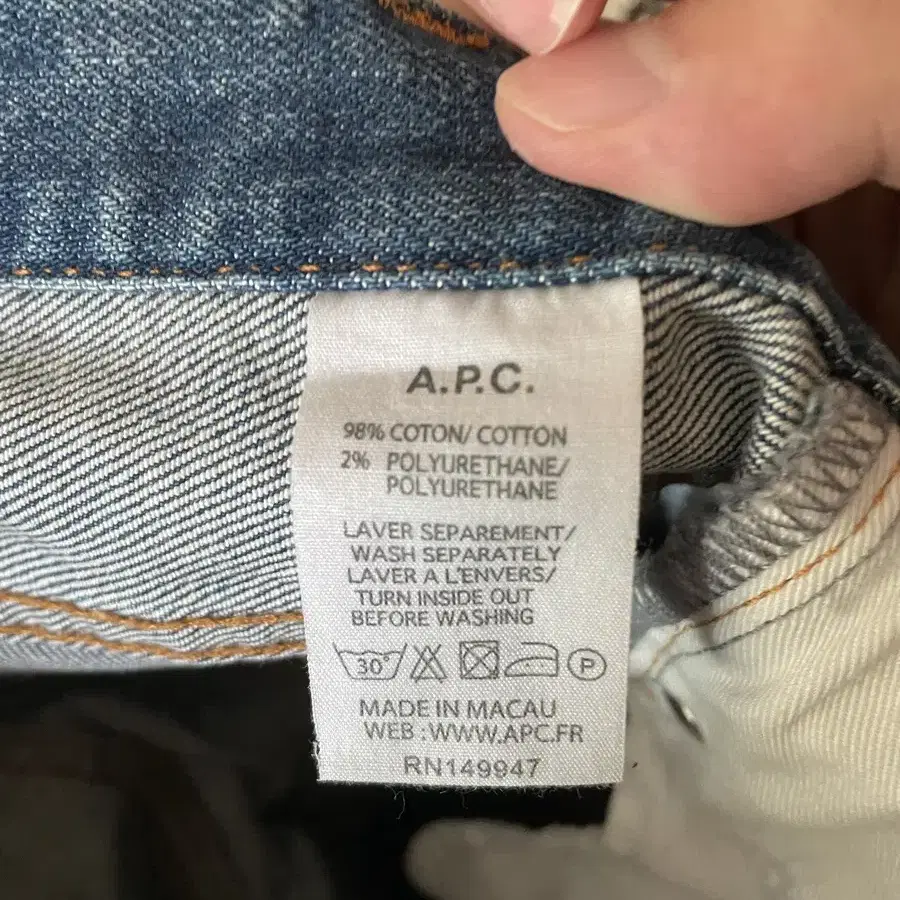 A.P.C.
98% COTON/ COTTON
2% POLYURETHANE/
POLYURETHANE
LAVER SEPAREMENT/
WASH SEPARATELY
LAVER A L'ENVERS/
TURN INSIDE OUT
BEFORE WASHING
30° P
MADE IN MACAU
WEB :WWW.APC.FR
RN149947